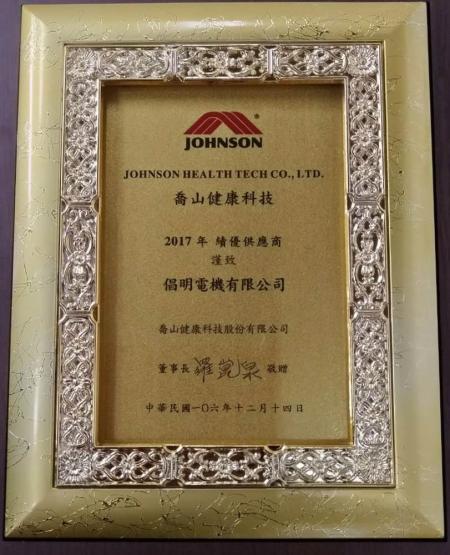 JOHNSON
JOHNSON HEALTH TECH CO., LTD.
喬山健康科技
2017 年 績優供應商
謹致
倡明電機有限公司
喬山健康科技股份有限公司
董事長 羅崑泉 敬贈
中華民國一〇六年十二月十四日